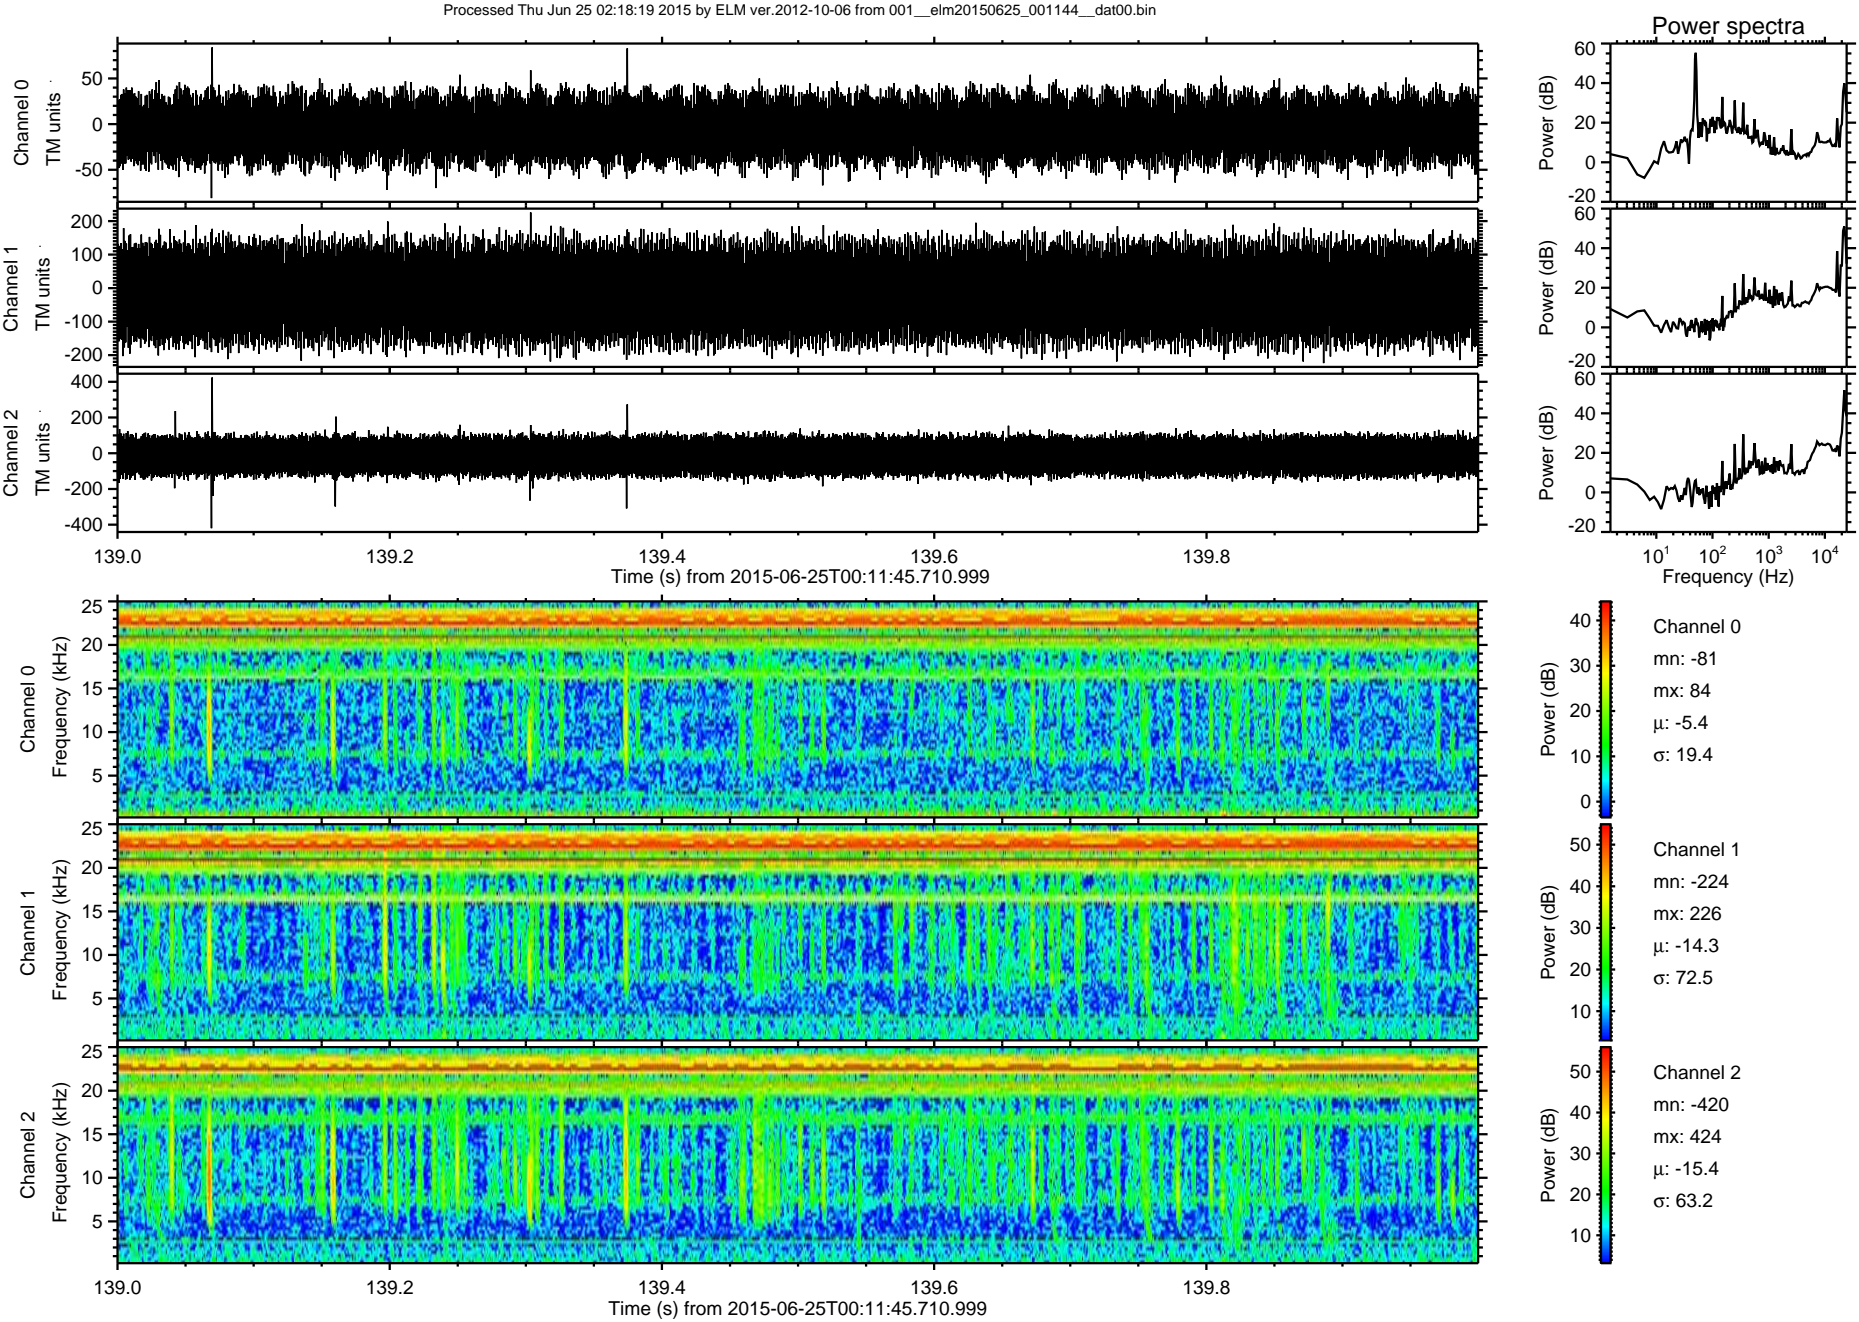 Processed Thu Jun 25 02:18:19 2015 by ELM ver.2012-10-06 from 001__elm20150625_001144__dat00.bin
Power spectra
Channel 0
TM units
50
0
-50
Power (dB)
60
40
20
0
-20
Channel 1
TM units
200
100
0
-100
-200
Power (dB)
60
40
20
0
-20
Channel 2
TM units
400
200
0
-200
-400
Power (dB)
60
40
20
0
-20
139.0 139.2 139.4 139.6 139.8
Time (s) from 2015-06-25T00:11:45.710.999
10^1 10^2 10^3 10^4
Frequency (Hz)
Channel 0
Frequency (kHz)
25
20
15
10
5
Power (dB)
40
30
20
10
0
Channel 0
mn: -81
mx: 84
μ: -5.4
σ: 19.4
Channel 1
Frequency (kHz)
25
20
15
10
5
Power (dB)
50
40
30
20
10
Channel 1
mn: -224
mx: 226
μ: -14.3
σ: 72.5
Channel 2
Frequency (kHz)
25
20
15
10
5
Power (dB)
50
40
30
20
10
Channel 2
mn: -420
mx: 424
μ: -15.4
σ: 63.2
139.0 139.2 139.4 139.6 139.8
Time (s) from 2015-06-25T00:11:45.710.999